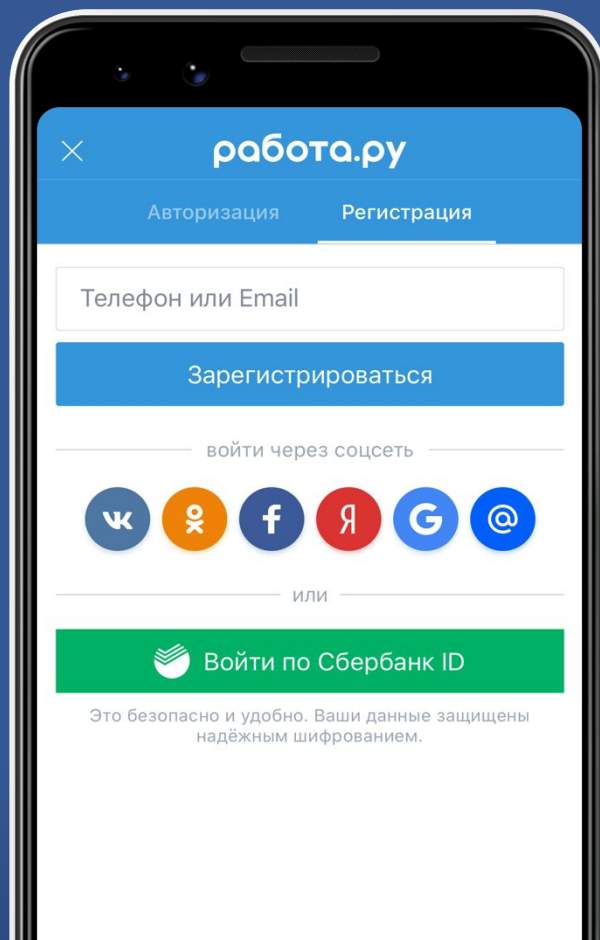 работа.ру
Авторизация
Регистрация
Телефон или Email
Зарегистрироваться
войти через соцсеть
или
Войти по Сбербанк ID
Это безопасно и удобно. Ваши данные защищены
надёжным шифрованием.